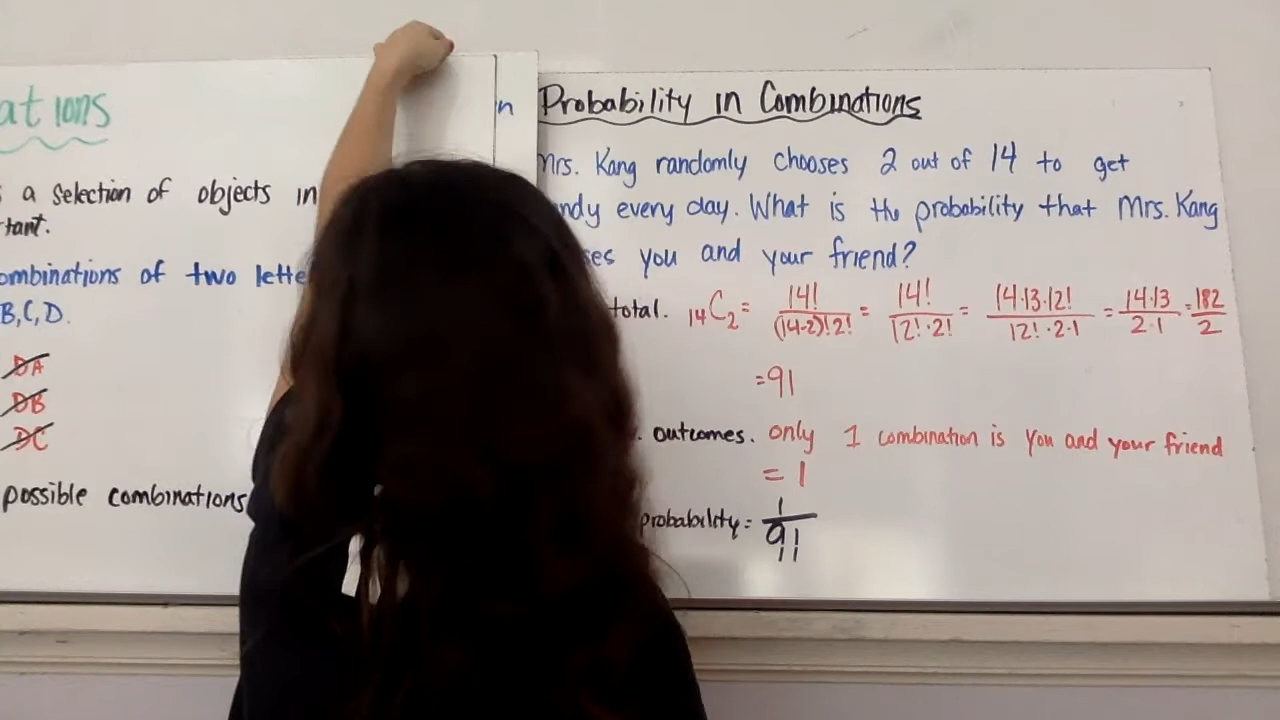 ations
a selection of objects in
tant.
ombinations of two lette
B, C, D.
DA
DB
DC
possible combinations
n
Probability in Combinations
Mrs. Kang randomly chooses 2 out of 14 to get
ndy every day. What is the probability that Mrs. Kang
ses you and your friend?
total. 14C2 = 14!/(14-2)!2! = 14!/12!·2! = 14·13·12!/12!·2·1 = 14·13/2·1 = 182/2
=91
outcomes. only 1 combination is you and your friend
= 1
probability = 1/91